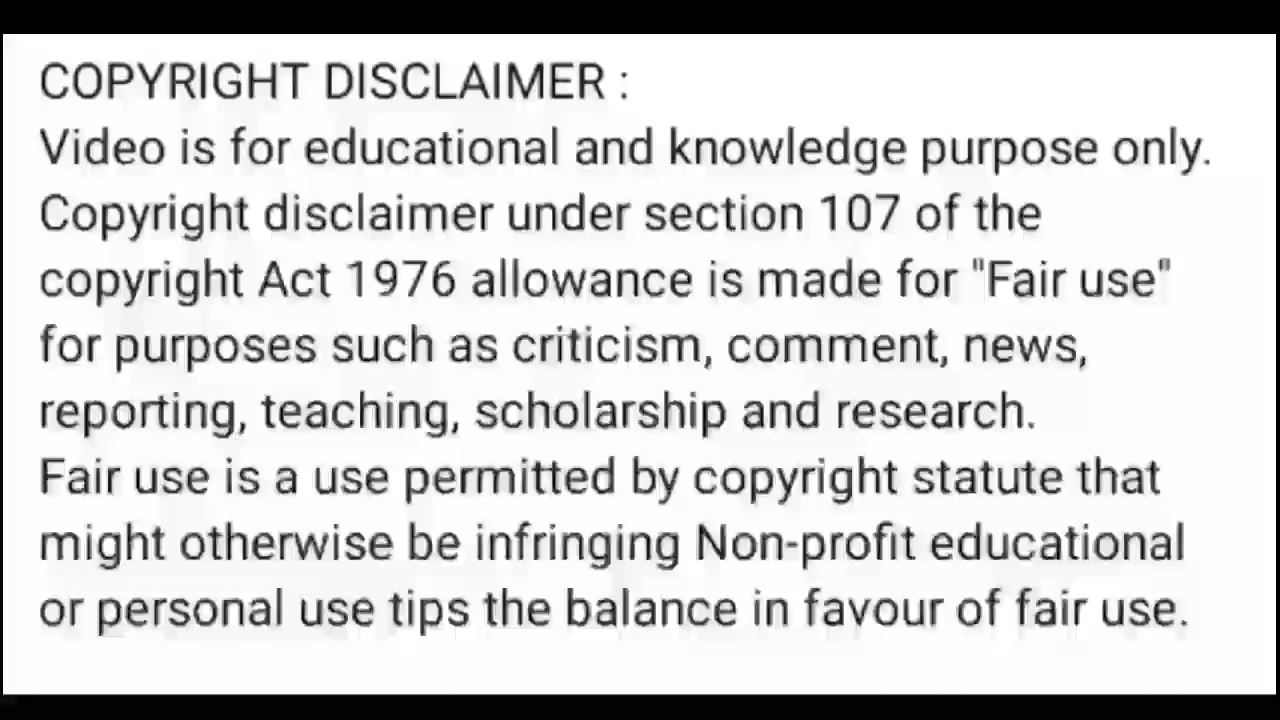 COPYRIGHT DISCLAIMER :
Video is for educational and knowledge purpose only.
Copyright disclaimer under section 107 of the
copyright Act 1976 allowance is made for "Fair use"
for purposes such as criticism, comment, news,
reporting, teaching, scholarship and research.
Fair use is a use permitted by copyright statute that
might otherwise be infringing Non-profit educational
or personal use tips the balance in favour of fair use.